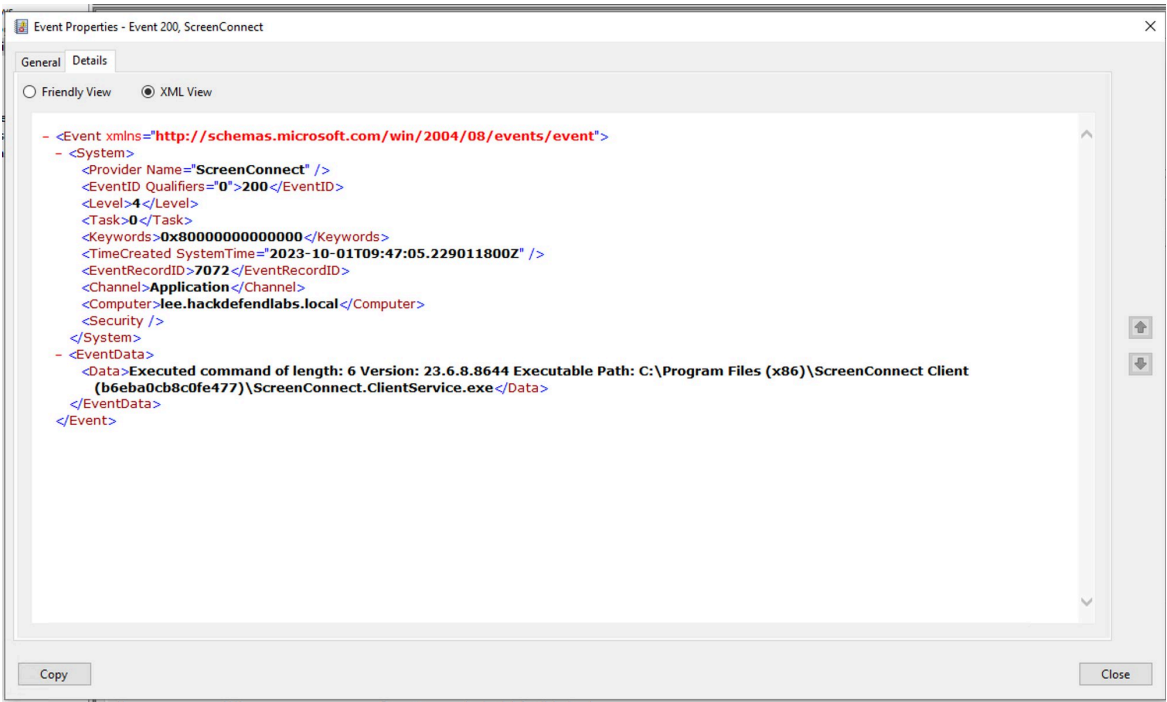 Event Properties - Event 200, ScreenConnect
General Details
Friendly View XML View
- <Event xmlns="http://schemas.microsoft.com/win/2004/08/events/event">
- <System>
<Provider Name="ScreenConnect" />
<EventID Qualifiers="0">200</EventID>
<Level>4</Level>
<Task>0</Task>
<Keywords>0x80000000000000</Keywords>
<TimeCreated SystemTime="2023-10-01T09:47:05.229011800Z" />
<EventRecordID>7072</EventRecordID>
<Channel>Application</Channel>
<Computer>lee.hackdefendlabs.local</Computer>
<Security />
</System>
- <EventData>
<Data>Executed command of length: 6 Version: 23.6.8.8644 Executable Path: C:\Program Files (x86)\ScreenConnect Client
(b6eba0cb8c0fe477)\ScreenConnect.ClientService.exe</Data>
</EventData>
</Event>
Copy Close